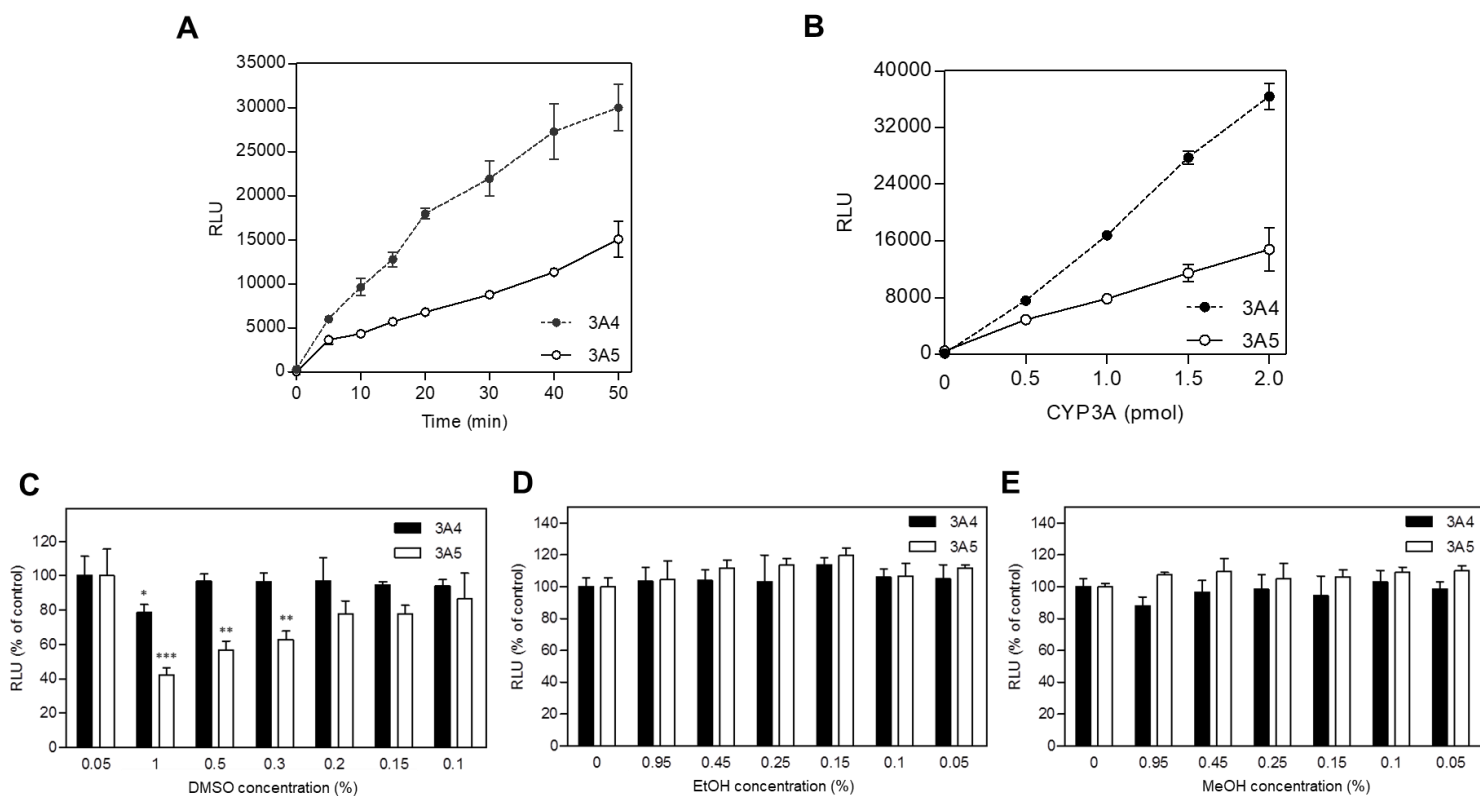 A
RLU
35000
30000
25000
20000
15000
10000
5000
0
3A4
3A5
0 10 20 30 40 50
Time (min)
B
RLU
40000
32000
24000
16000
8000
0
3A4
3A5
0 0.5 1.0 1.5 2.0
CYP3A (pmol)
C
RLU (% of control)
120
100
80
60
40
20
0
3A4
3A5
*
***
**
**
0.05 1 0.5 0.3 0.2 0.15 0.1
DMSO concentration (%)
D
RLU (% of control)
140
120
100
80
60
40
20
0
3A4
3A5
0 0.95 0.45 0.25 0.15 0.1 0.05
EtOH concentration (%)
E
RLU (% of control)
140
120
100
80
60
40
20
0
3A4
3A5
0 0.95 0.45 0.25 0.15 0.1 0.05
MeOH concentration (%)